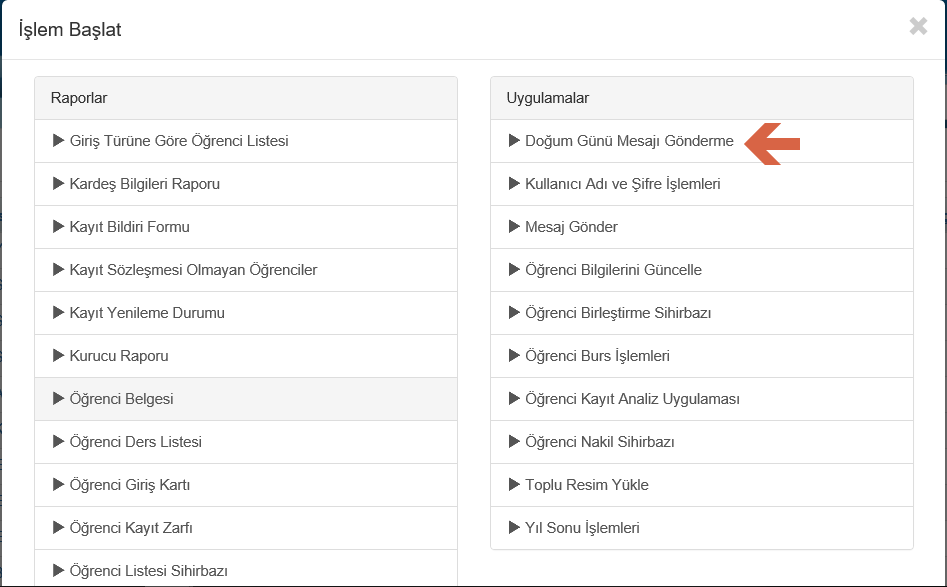 İşlem Başlat
Raporlar
Giriş Türüne Göre Öğrenci Listesi
Kardeş Bilgileri Raporu
Kayıt Bildiri Formu
Kayıt Sözleşmesi Olmayan Öğrenciler
Kayıt Yenileme Durumu
Kurucu Raporu
Öğrenci Belgesi
Öğrenci Ders Listesi
Öğrenci Giriş Kartı
Öğrenci Kayıt Zarfı
Öğrenci Listesi Sihirbazı
Uygulamalar
Doğum Günü Mesajı Gönderme
Kullanıcı Adı ve Şifre İşlemleri
Mesaj Gönder
Öğrenci Bilgilerini Güncelle
Öğrenci Birleştirme Sihirbazı
Öğrenci Burs İşlemleri
Öğrenci Kayıt Analiz Uygulaması
Öğrenci Nakil Sihirbazı
Toplu Resim Yükle
Yıl Sonu İşlemleri